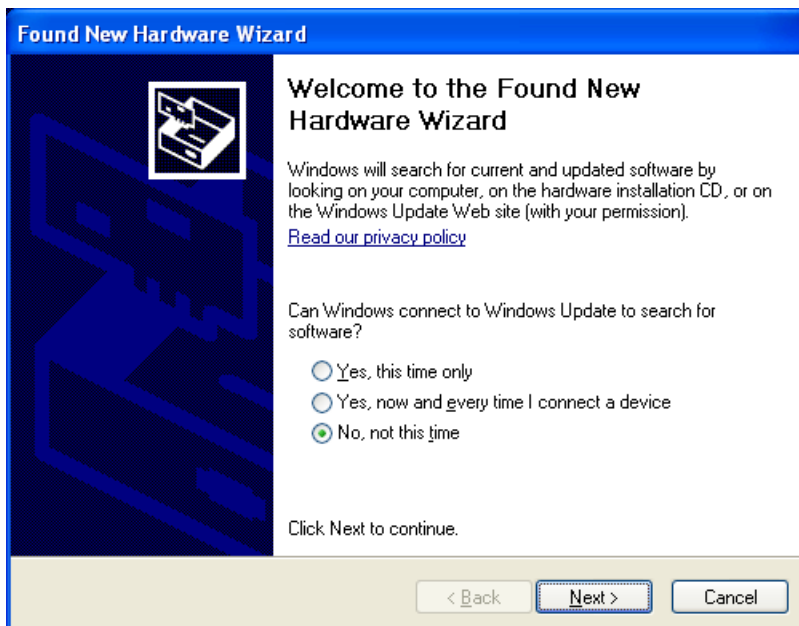 Found New Hardware Wizard
Welcome to the Found New
Hardware Wizard
Windows will search for current and updated software by
looking on your computer, on the hardware installation CD, or on
the Windows Update Web site (with your permission).
Read our privacy policy
Can Windows connect to Windows Update to search for
software?
Yes, this time only
Yes, now and every time I connect a device
No, not this time
Click Next to continue.
< Back Next > Cancel